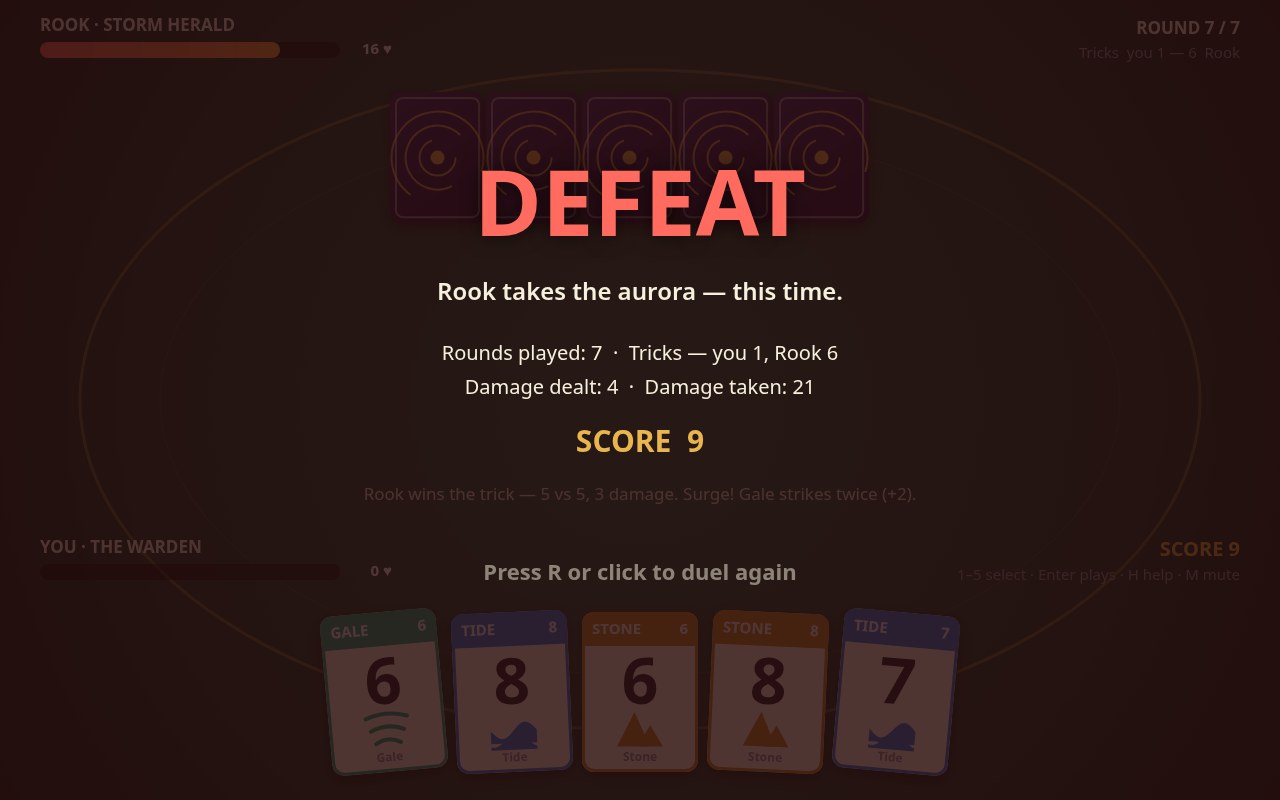 ROOK · STORM HERALD
16 ♥
ROUND 7 / 7
Tricks you 1 — 6 Rook
DEFEAT
Rook takes the aurora — this time.
Rounds played: 7 · Tricks — you 1, Rook 6
Damage dealt: 4 · Damage taken: 21
SCORE 9
Rook wins the trick — 5 vs 5, 3 damage. Surge! Gale strikes twice (+2).
YOU · THE WARDEN
0 ♥
SCORE 9
1–5 select · Enter plays · H help · M mute
Press R or click to duel again
GALE 6
6
Gale
TIDE 8
8
Tide
STONE 6
6
Stone
STONE 8
8
Stone
TIDE 7
7
Tide